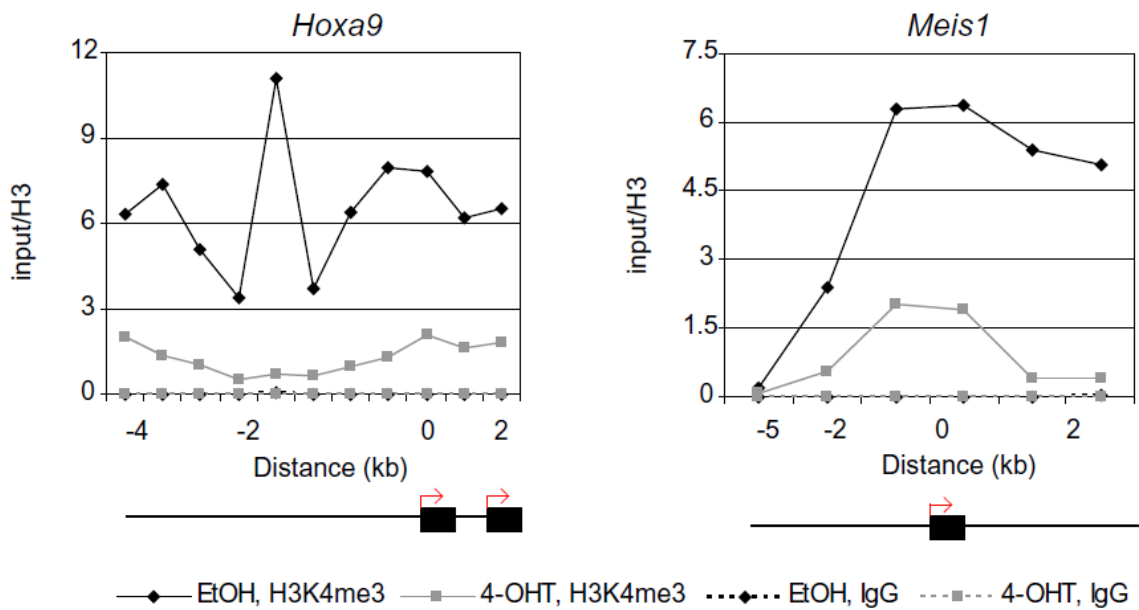 Hoxa9
12
9
6
3
0
input/H3
-4 -2 0 2
Distance (kb)
Meis1
7.5
6
4.5
3
1.5
0
input/H3
-5 -2 0 2
Distance (kb)
EtOH, H3K4me3 4-OHT, H3K4me3 EtOH, IgG 4-OHT, IgG